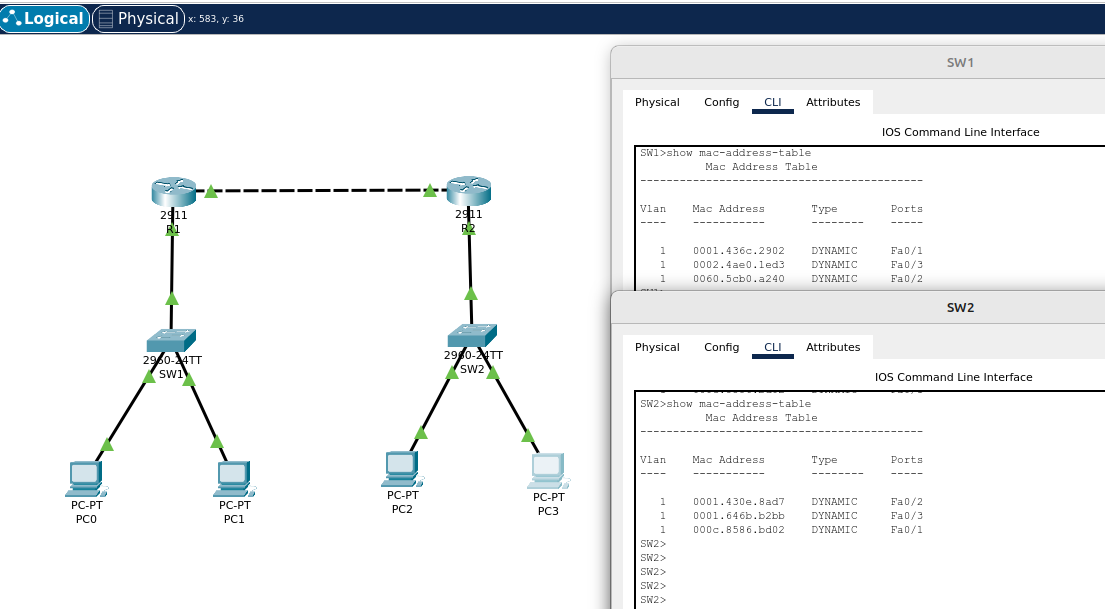 Logical Physical x: 583, y: 36
2911
R1
2911
R2
2960-24TT
SW1
2960-24TT
SW2
PC-PT
PC0
PC-PT
PC1
PC-PT
PC2
PC-PT
PC3
SW1
Physical Config CLI Attributes
IOS Command Line Interface
SW1>show mac-address-table
Mac Address Table
-------------------------------------------
Vlan Mac Address Type Ports
---- ----------- -------- -----
1 0001.436c.2902 DYNAMIC Fa0/1
1 0002.4ae0.1ed3 DYNAMIC Fa0/3
1 0060.5cb0.a240 DYNAMIC Fa0/2
SW2
Physical Config CLI Attributes
IOS Command Line Interface
SW2>show mac-address-table
Mac Address Table
-------------------------------------------
Vlan Mac Address Type Ports
---- ----------- -------- -----
1 0001.430e.8ad7 DYNAMIC Fa0/2
1 0001.646b.b2bb DYNAMIC Fa0/3
1 000c.8586.bd02 DYNAMIC Fa0/1
SW2>
SW2>
SW2>
SW2>
SW2>